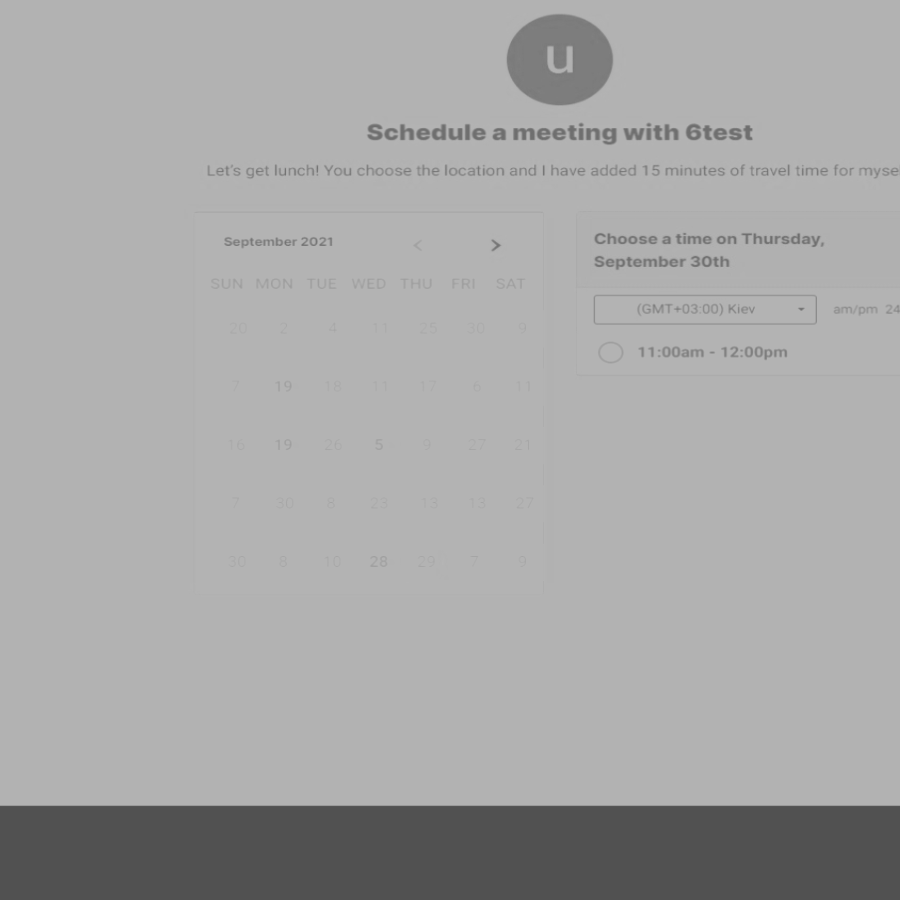 u
Schedule a meeting with 6test
Let's get lunch! You choose the location and I have added 15 minutes of travel time for
September 2021
SUN MON TUE WED THU FRI SAT
20 2 4 11 25 30 9
7 19 18 11 17 6 11
16 19 26 5 9 27 21
7 30 8 23 13 13 27
30 8 10 28 29 7 9
Choose a time on Thursday,
September 30th
(GMT+03:00) Kiev am/pm 24
11:00am - 12:00pm